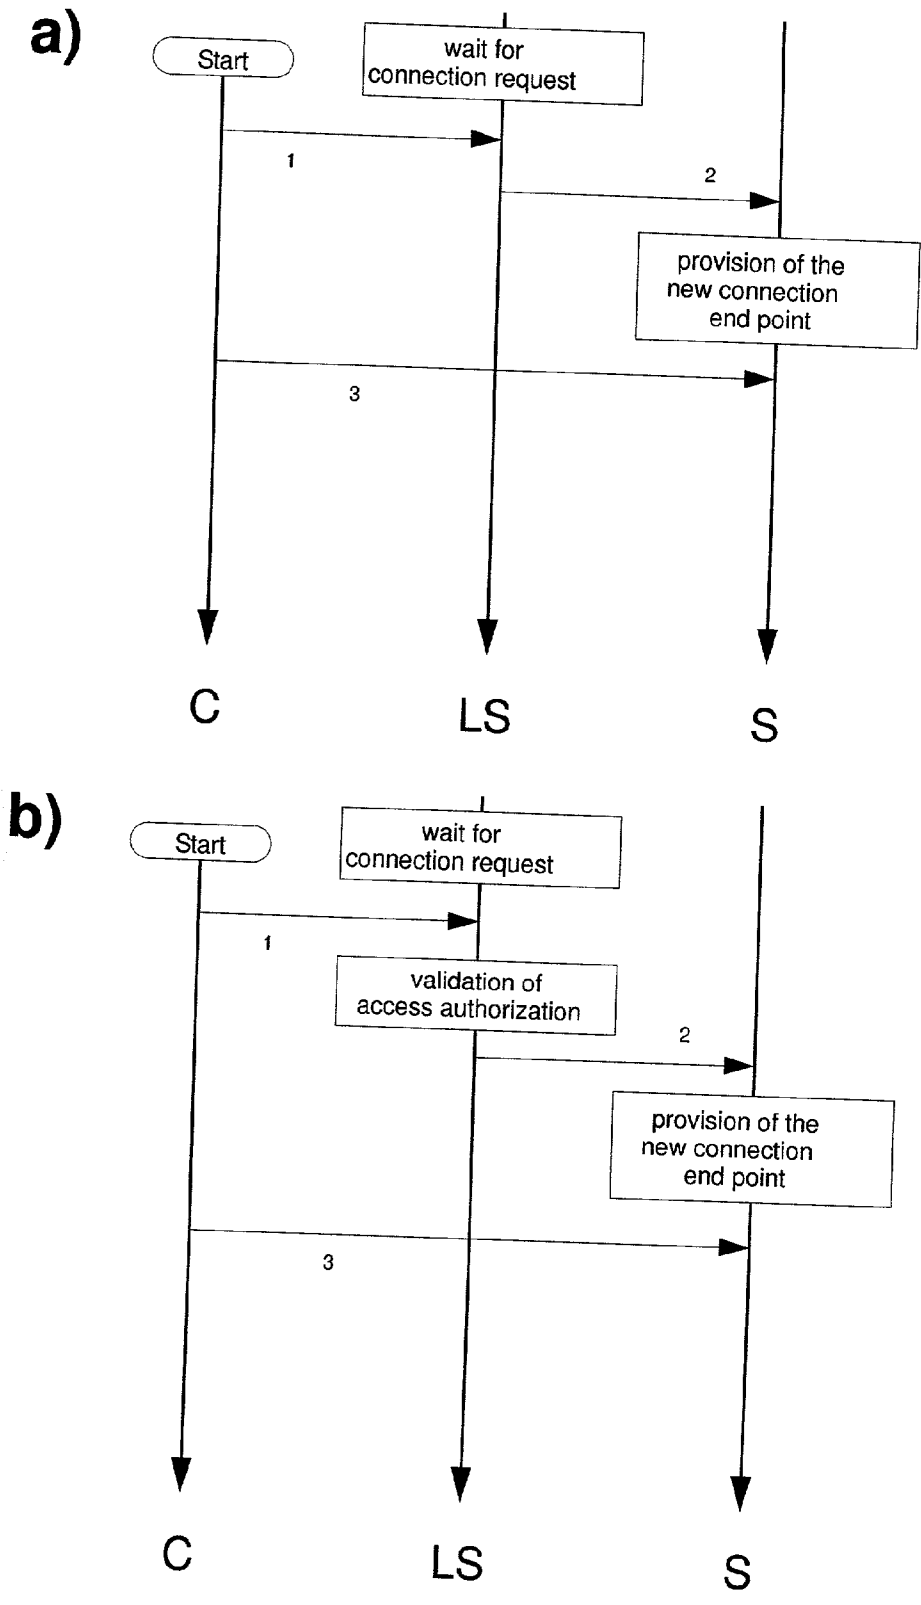 a)
Start
wait for
connection request
1
2
provision of the
new connection
end point
3
C
LS
S
b)
Start
wait for
connection request
1
validation of
access authorization
2
provision of the
new connection
end point
3
C
LS
S